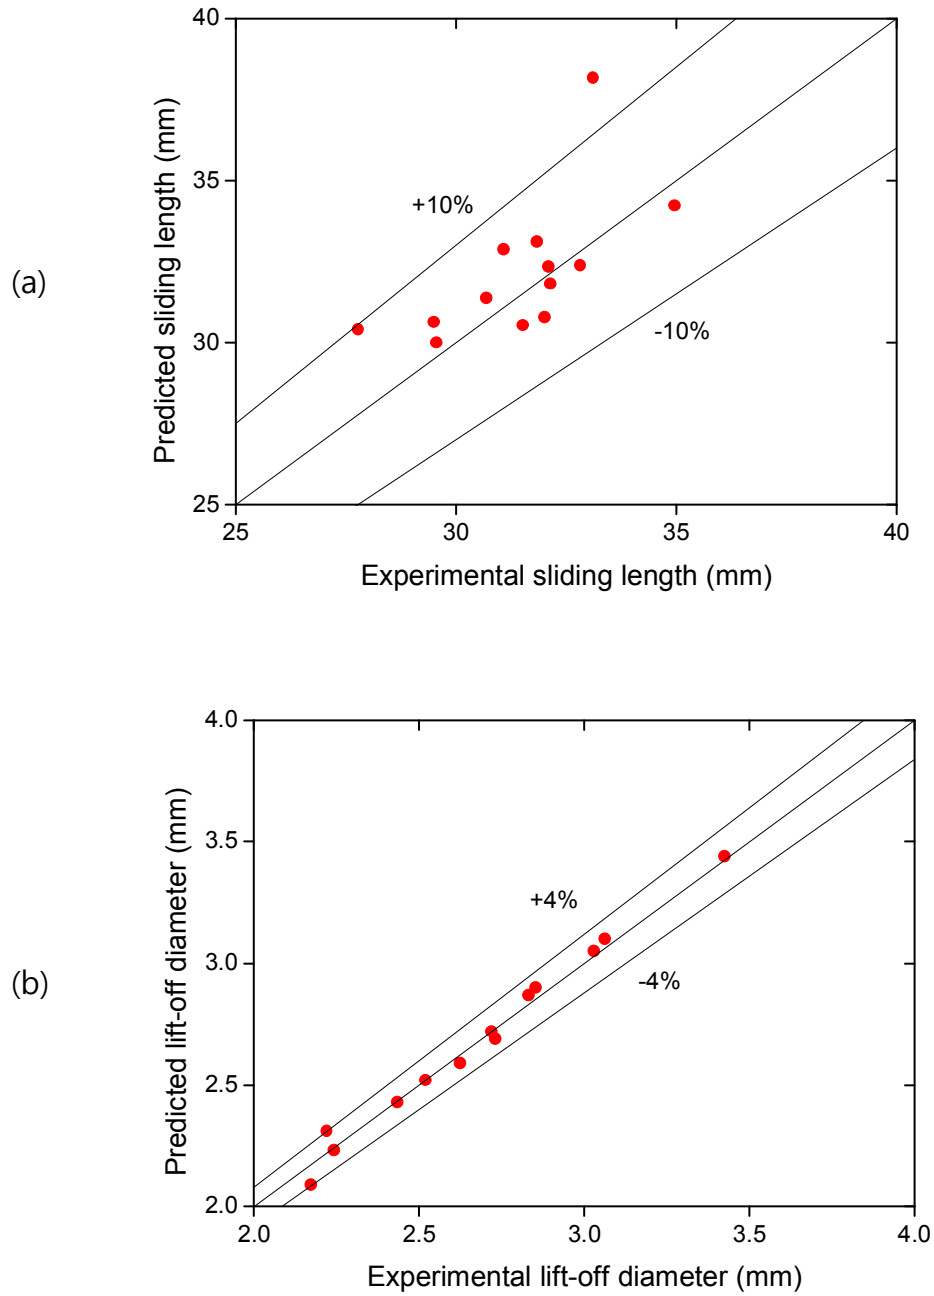 (a)
Predicted sliding length (mm)
40
35
30
25
+10%
-10%
25 30 35 40
Experimental sliding length (mm)
(b)
Predicted lift-off diameter (mm)
4.0
3.5
3.0
2.5
2.0
+4%
-4%
2.0 2.5 3.0 3.5 4.0
Experimental lift-off diameter (mm)